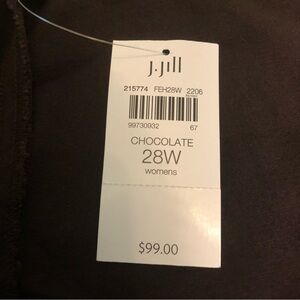 J.Jill
215774 FEH28W 2206
99730932 67
CHOCOLATE
28W
womens
$99.00